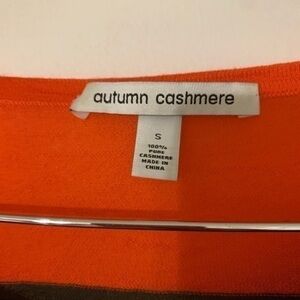 autumn cashmere
S
100%
PURE
CASHMERE
MADE IN
CHINA